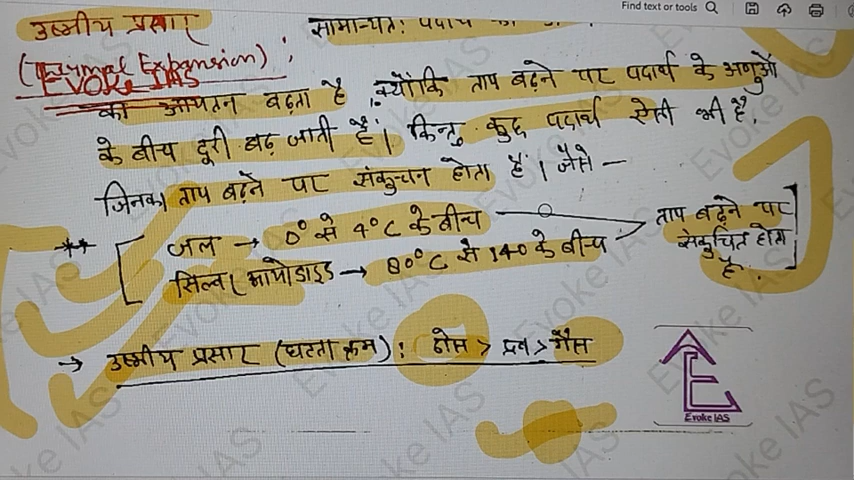 Find text or tools
उष्मीय प्रसार सामान्यतः पदार्थ
(Thermal Expansion) :
EVOKE IAS
का आयतन बढ़ता है, क्योंकि ताप बढ़ने पर पदार्थ के अणुओं
के बीच दूरी बढ़ जाती है। किन्तु कुछ पदार्थ ऐसे भी है,
जिनका ताप बढ़ने पर संकुचन होता है। जैसे —
** जल → 0° से 4°C के बीच
सिल्वर आयोडाइड → 80°C से 140 के बीच
ताप बढ़ने पर
संकुचित होता
है.
→ उष्मीय प्रसार (घटता क्रम) : ठोस > द्रव > गैस
Evoke IAS